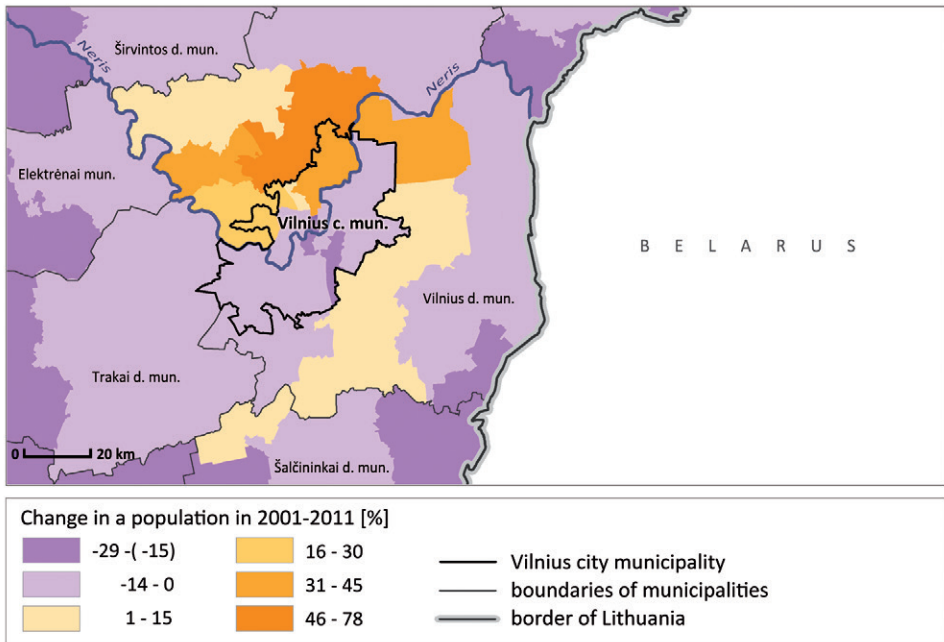 Širvintos d. mun.
Neris
Neris
Elektrėnai mun.
Vilnius c. mun.
B E L A R U S
Vilnius d. mun.
Trakai d. mun.
0 20 km
Šalčininkai d. mun.
Change in a population in 2001-2011 [%]
-29 -( -15)
-14 - 0
1 - 15
16 - 30
31 - 45
46 - 78
Vilnius city municipality
boundaries of municipalities
border of Lithuania